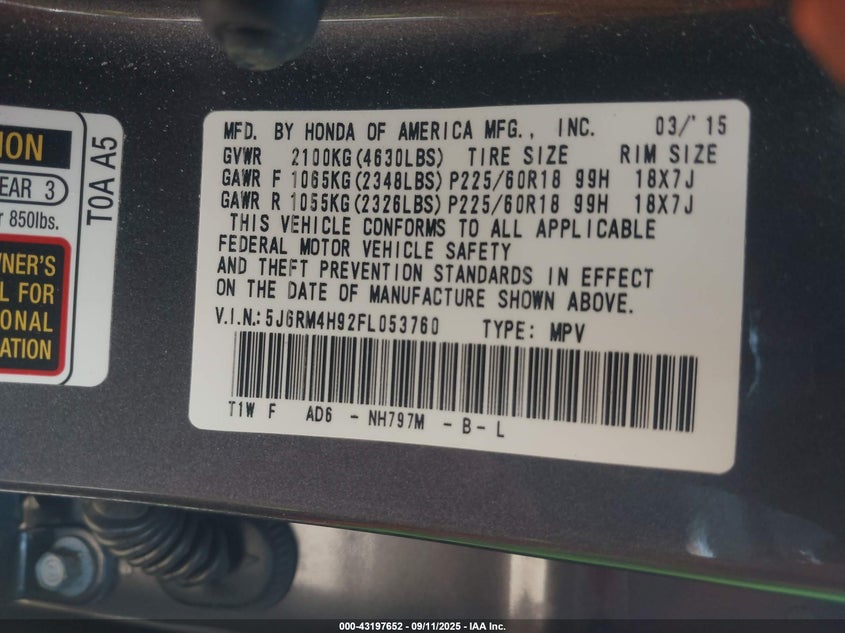 ION
EAR 3
r 850lbs.
NER'S
L FOR
ONAL
ATION
T0A A5
MFD. BY HONDA OF AMERICA MFG., INC. 03/'15
GVWR 2100KG(4630LBS) TIRE SIZE RIM SIZE
GAWR F 1065KG(2348LBS) P225/60R18 99H 18X7J
GAWR R 1055KG(2326LBS) P225/60R18 99H 18X7J
THIS VEHICLE CONFORMS TO ALL APPLICABLE
FEDERAL MOTOR VEHICLE SAFETY
AND THEFT PREVENTION STANDARDS IN EFFECT
ON THE DATE OF MANUFACTURE SHOWN ABOVE.
V.I.N.: 5J6RM4H92FL053760 TYPE: MPV
T1W F AD6 - NH797M - B - L
000-43197652 - 09/11/2025 - IAA Inc.